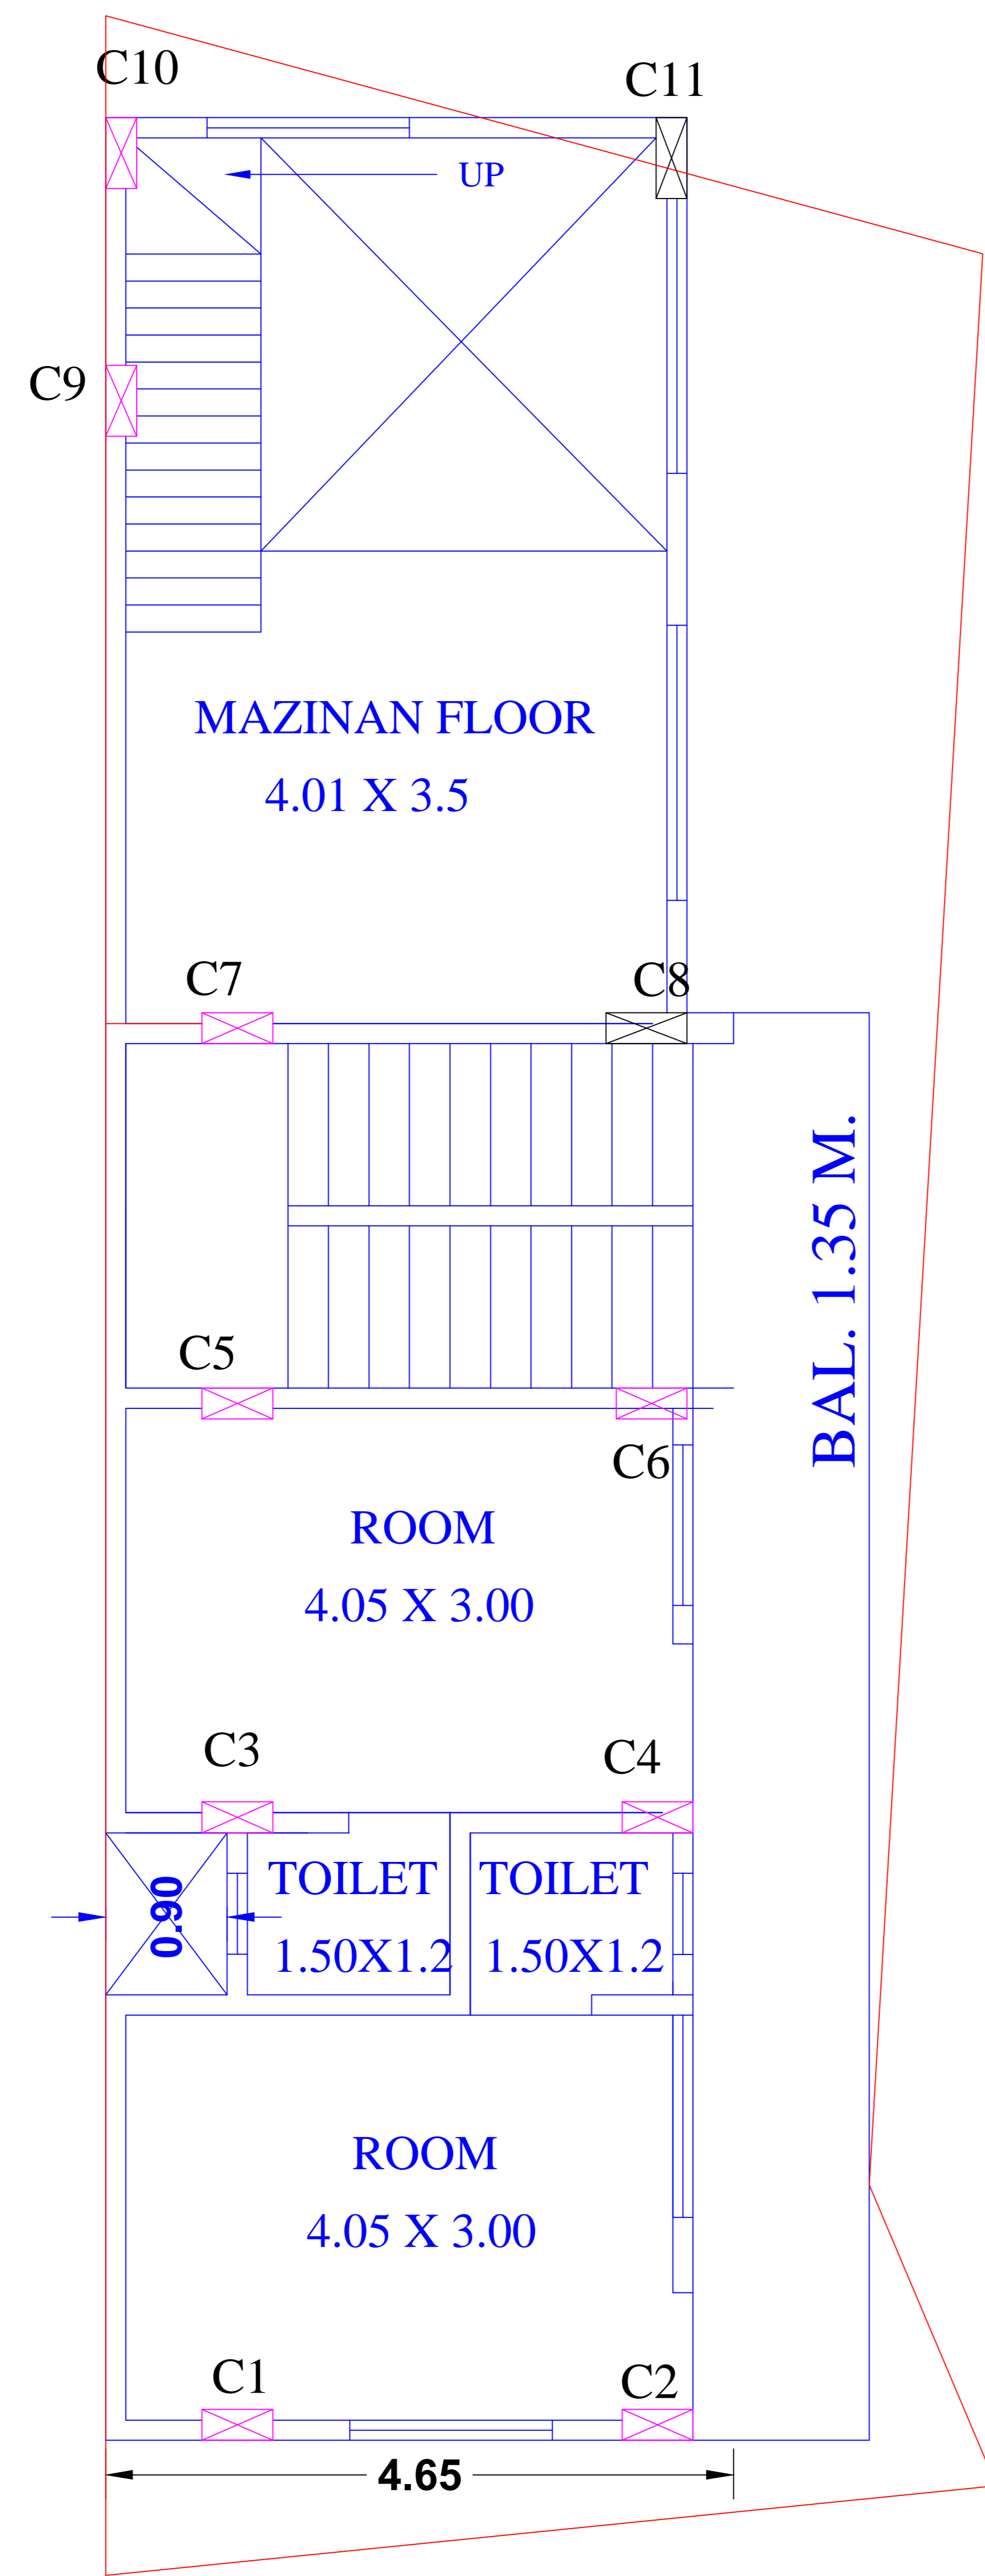 C10
C11
UP
C9
MAZINAN FLOOR
4.01 X 3.5
C7
C8
BAL. 1.35 M.
C5
C6
ROOM
4.05 X 3.00
C3
C4
0.90
TOILET
TOILET
1.50X1.2
1.50X1.2
ROOM
4.05 X 3.00
C1
C2
4.65